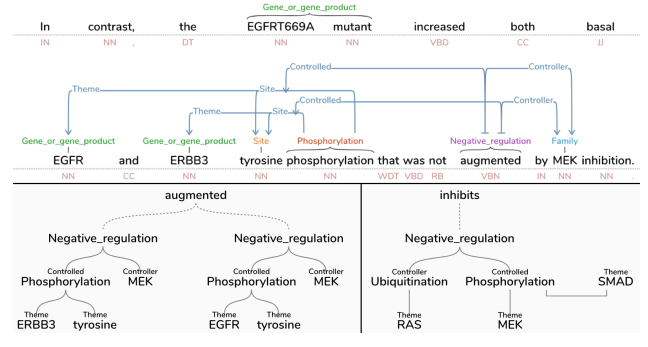 Gene_or_gene_product
In contrast, the EGFRT669A mutant increased both basal
IN NN , DT NN NN VBD CC JJ
Controlled Controller
Theme Site
Controlled Controller
Theme Site
Gene_or_gene_product Gene_or_gene_product Site Phosphorylation Negative_regulation Family
EGFR and ERBB3 tyrosine phosphorylation that was not augmented by MEK inhibition.
NN CC NN NN NN WDT VBD RB VBN IN NN NN .
augmented
Negative_regulation Negative_regulation
Controlled Controller Controlled Controller
Phosphorylation MEK Phosphorylation MEK
Theme Theme Theme Theme
ERBB3 tyrosine EGFR tyrosine
inhibits
Negative_regulation
Controller Controlled Theme
Ubiquitination Phosphorylation SMAD
Theme Theme
RAS MEK